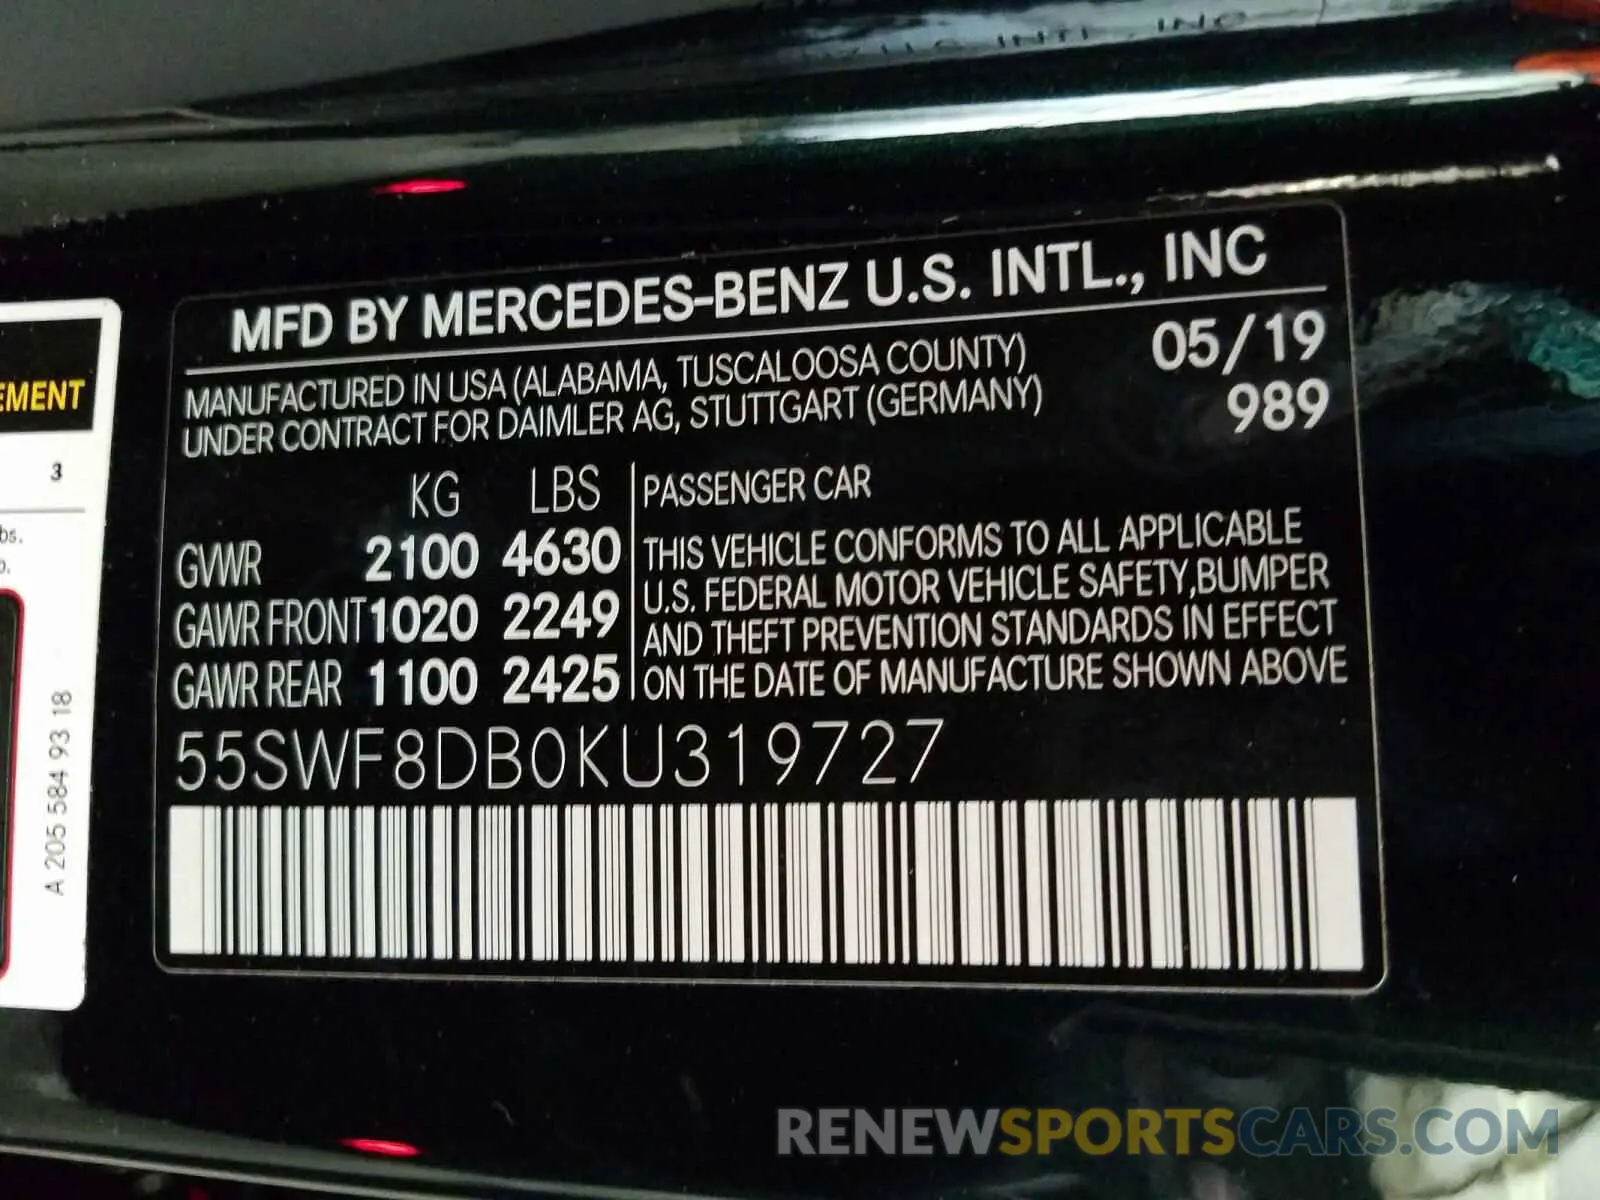 MFD BY MERCEDES-BENZ U.S. INTL., INC
MANUFACTURED IN USA (ALABAMA, TUSCALOOSA COUNTY) 05/19
UNDER CONTRACT FOR DAIMLER AG, STUTTGART (GERMANY) 989
KG LBS
GVWR 2100 4630
GAWR FRONT 1020 2249
GAWR REAR 1100 2425
PASSENGER CAR
THIS VEHICLE CONFORMS TO ALL APPLICABLE
U.S. FEDERAL MOTOR VEHICLE SAFETY,BUMPER
AND THEFT PREVENTION STANDARDS IN EFFECT
ON THE DATE OF MANUFACTURE SHOWN ABOVE
55SWF8DB0KU319727
3
A 205 584 93 18
RENEWSPORTSCARS.COM